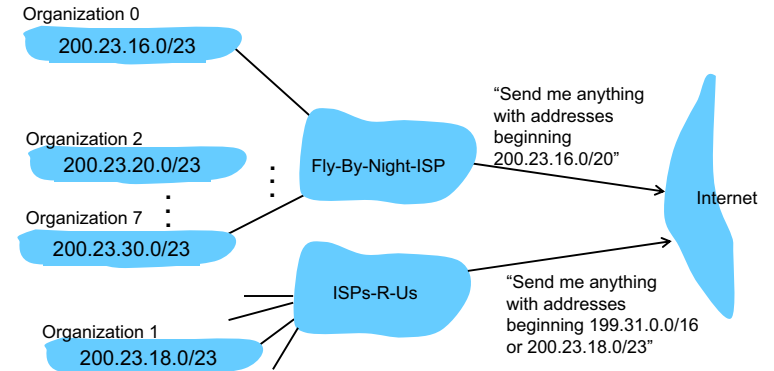 Organization 0
200.23.16.0/23
Organization 2
200.23.20.0/23
Organization 7
200.23.30.0/23
Organization 1
200.23.18.0/23
Fly-By-Night-ISP
ISPs-R-Us
“Send me anything
with addresses
beginning
200.23.16.0/20”
Internet
“Send me anything
with addresses
beginning 199.31.0.0/16
or 200.23.18.0/23”